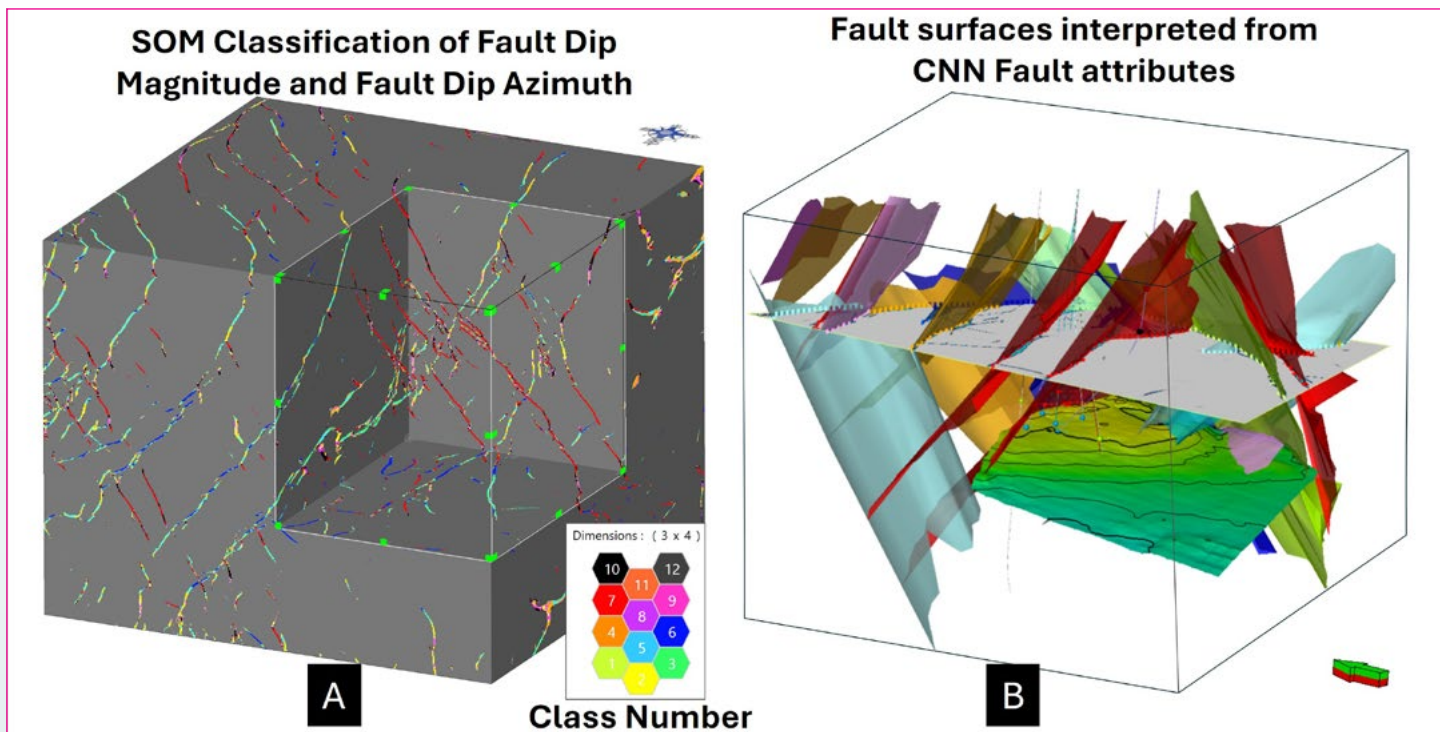 SOM Classification of Fault Dip
Magnitude and Fault Dip Azimuth
Fault surfaces interpreted from
CNN Fault attributes
Dimensions : ( 3 x 4 )
10
11
12
7
8
9
4
5
6
1
2
3
A
Class Number
B